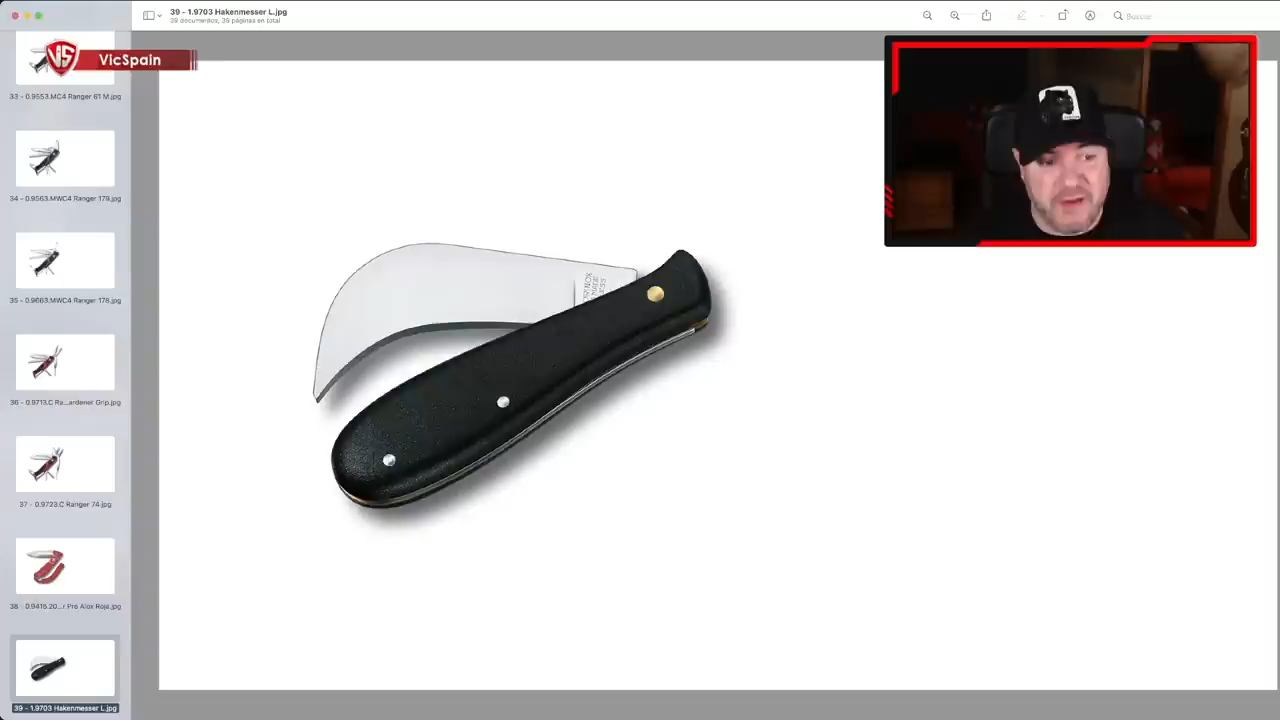 39 - 1.9703 Hakenmesser L.jpg
39 documentos, 39 páginas en total
Buscar
VS
VicSpain
33 - 0.9553.MC4 Ranger 61 M.jpg
34 - 0.9563.MWC4 Ranger 179.jpg
35 - 0.9663.MWC4 Ranger 178.jpg
36 - 0.9713.C Ra...ardener Grip.jpg
37 - 0.9723.C Ranger 74.jpg
38 - 0.9415.20...r Pro Alox Roja.jpg
39 - 1.9703 Hakenmesser L.jpg